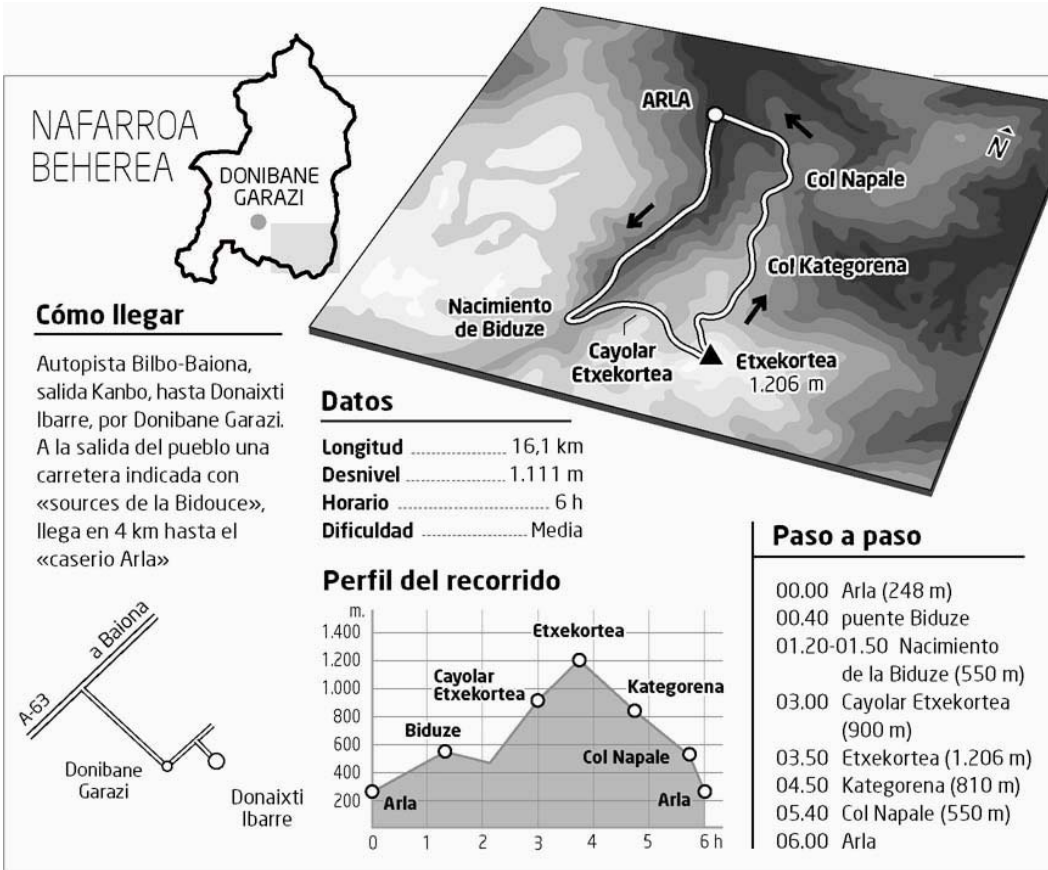 NAFARROA
BEHEREA
DONIBANE
GARAZI
ARLA
N
Col Napale
Col Kategorena
Nacimiento
de Biduze
Cayolar
Etxekortea
Etxekortea
1.206 m
Cómo llegar
Autopista Bilbo-Baiona,
salida Kanbo, hasta Donaixti
Ibarre, por Donibane Garazi.
A la salida del pueblo una
carretera indicada con
«sources de la Bidouce»,
llega en 4 km hasta el
«caserio Arla»
a Baiona
A-63
Donibane
Garazi
Donaixti
Ibarre
Datos
Longitud ........................ 16,1 km
Desnivel ......................... 1.111 m
Horario ................................ 6 h
Dificultad ...................... Media
Perfil del recorrido
m.
1.400
1.200
1.000
800
600
400
200
Arla
Biduze
Cayolar
Etxekortea
Etxekortea
Kategorena
Col Napale
Arla
0 1 2 3 4 5 6 h
Paso a paso
00.00 Arla (248 m)
00.40 puente Biduze
01.20-01.50 Nacimiento
de la Biduze (550 m)
03.00 Cayolar Etxekortea
(900 m)
03.50 Etxekortea (1.206 m)
04.50 Kategorena (810 m)
05.40 Col Napale (550 m)
06.00 Arla